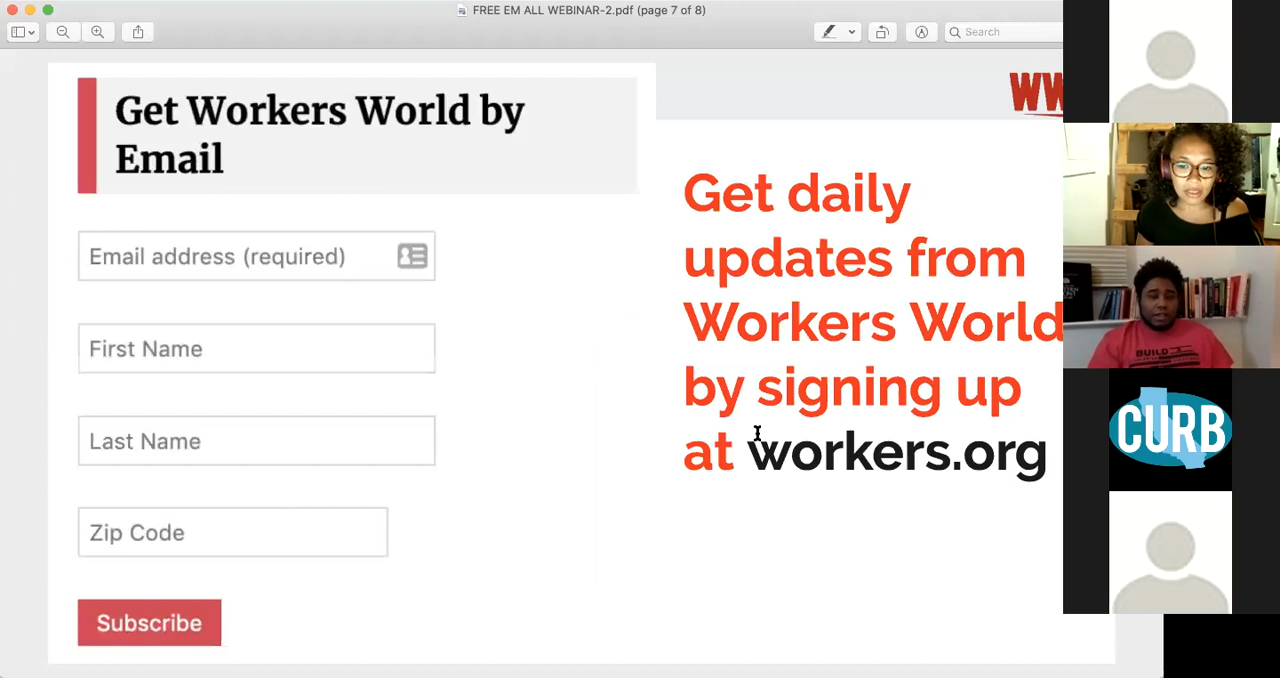 FREE EM ALL WEBINAR-2.pdf (page 7 of 8)
Search
Get Workers World by
Email
Email address (required)
First Name
Last Name
Zip Code
Subscribe
WW
Get daily
updates from
Workers World
by signing up
at workers.org
BUILD
CURB